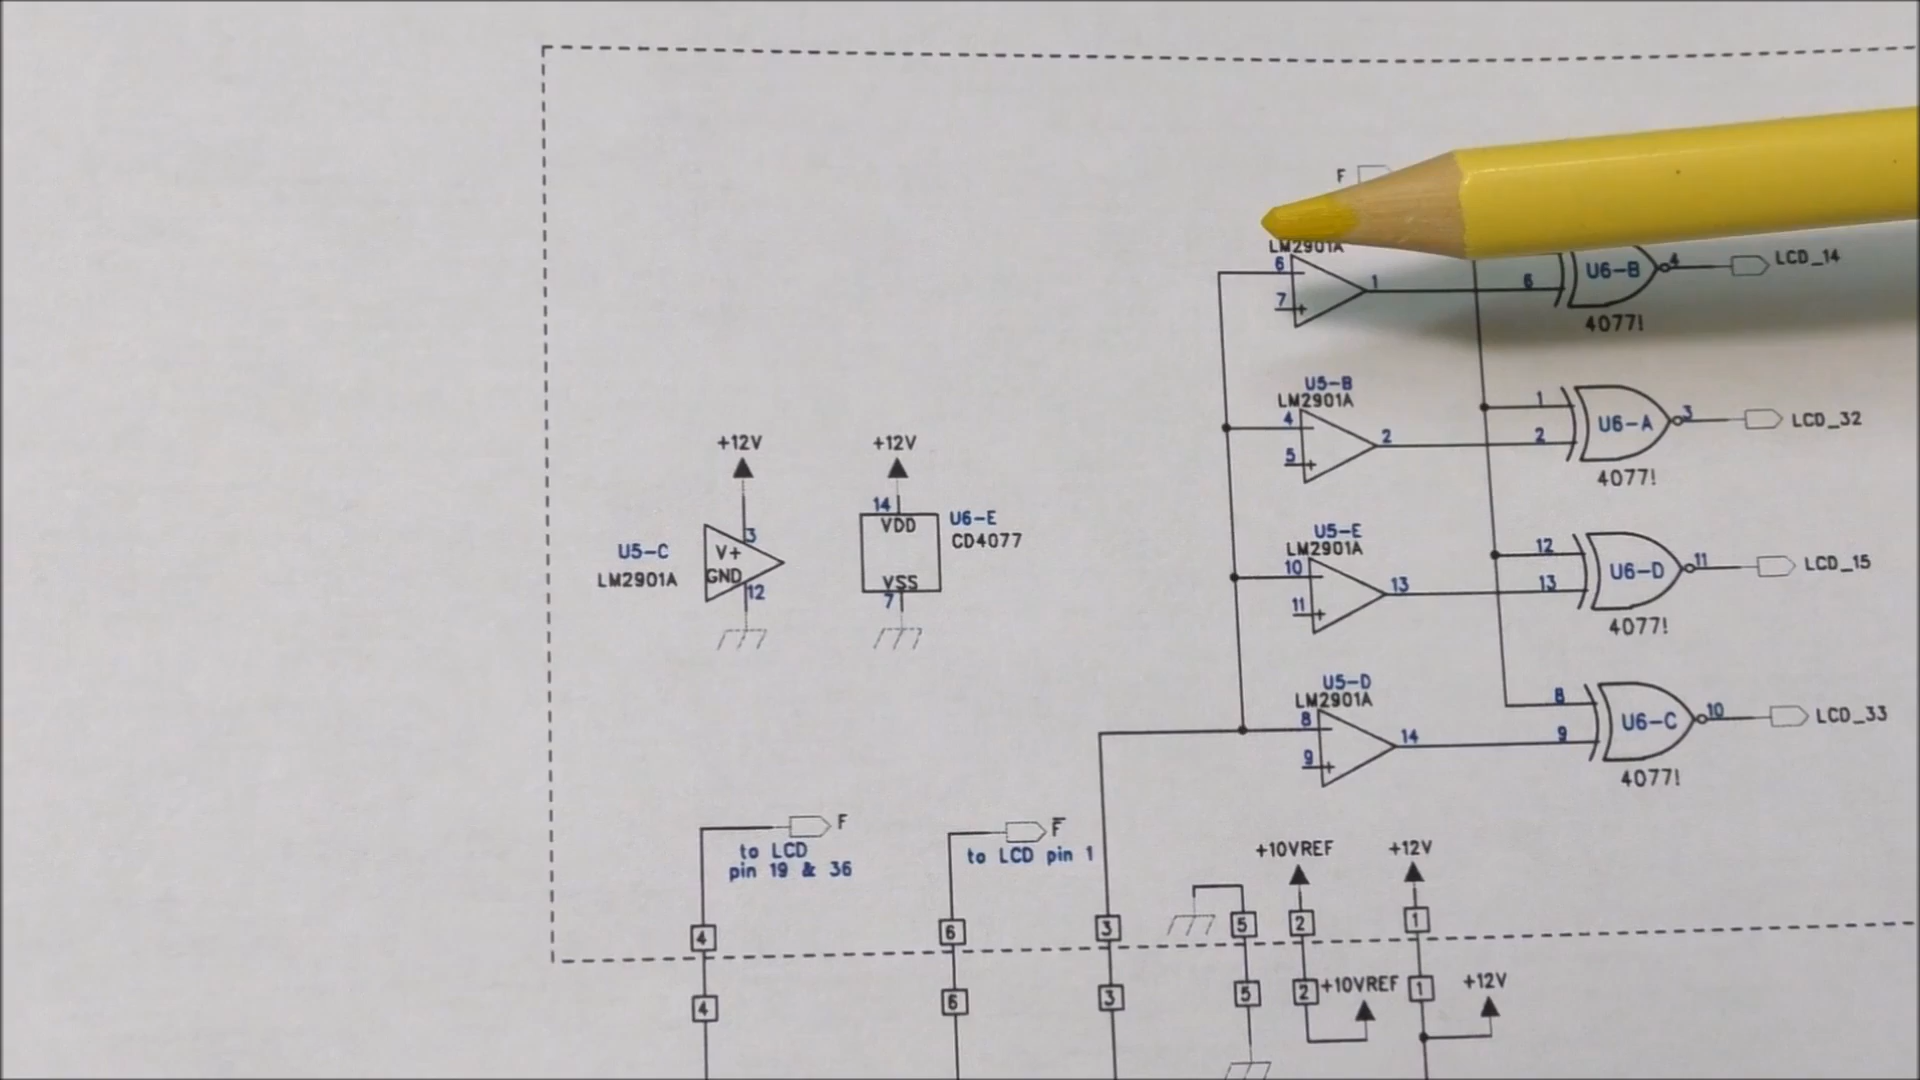 F
LM2901A
6
7
1
6
U6-B
4
LCD_14
4077!
U5-B
LM2901A
4
5
2
1
2
U6-A
3
LCD_32
4077!
+12V
+12V
U5-C
LM2901A
V+
GND
3
12
14
VDD
VSS
7
U6-E
CD4077
U5-E
LM2901A
10
11
13
12
13
U6-D
11
LCD_15
4077!
U5-D
LM2901A
8
9
14
8
9
U6-C
10
LCD_33
4077!
F
to LCD
pin 19 & 36
F̅
to LCD pin 1
+10VREF
+12V
4
6
3
5
2
1
4
6
3
5
2
+10VREF
1
+12V